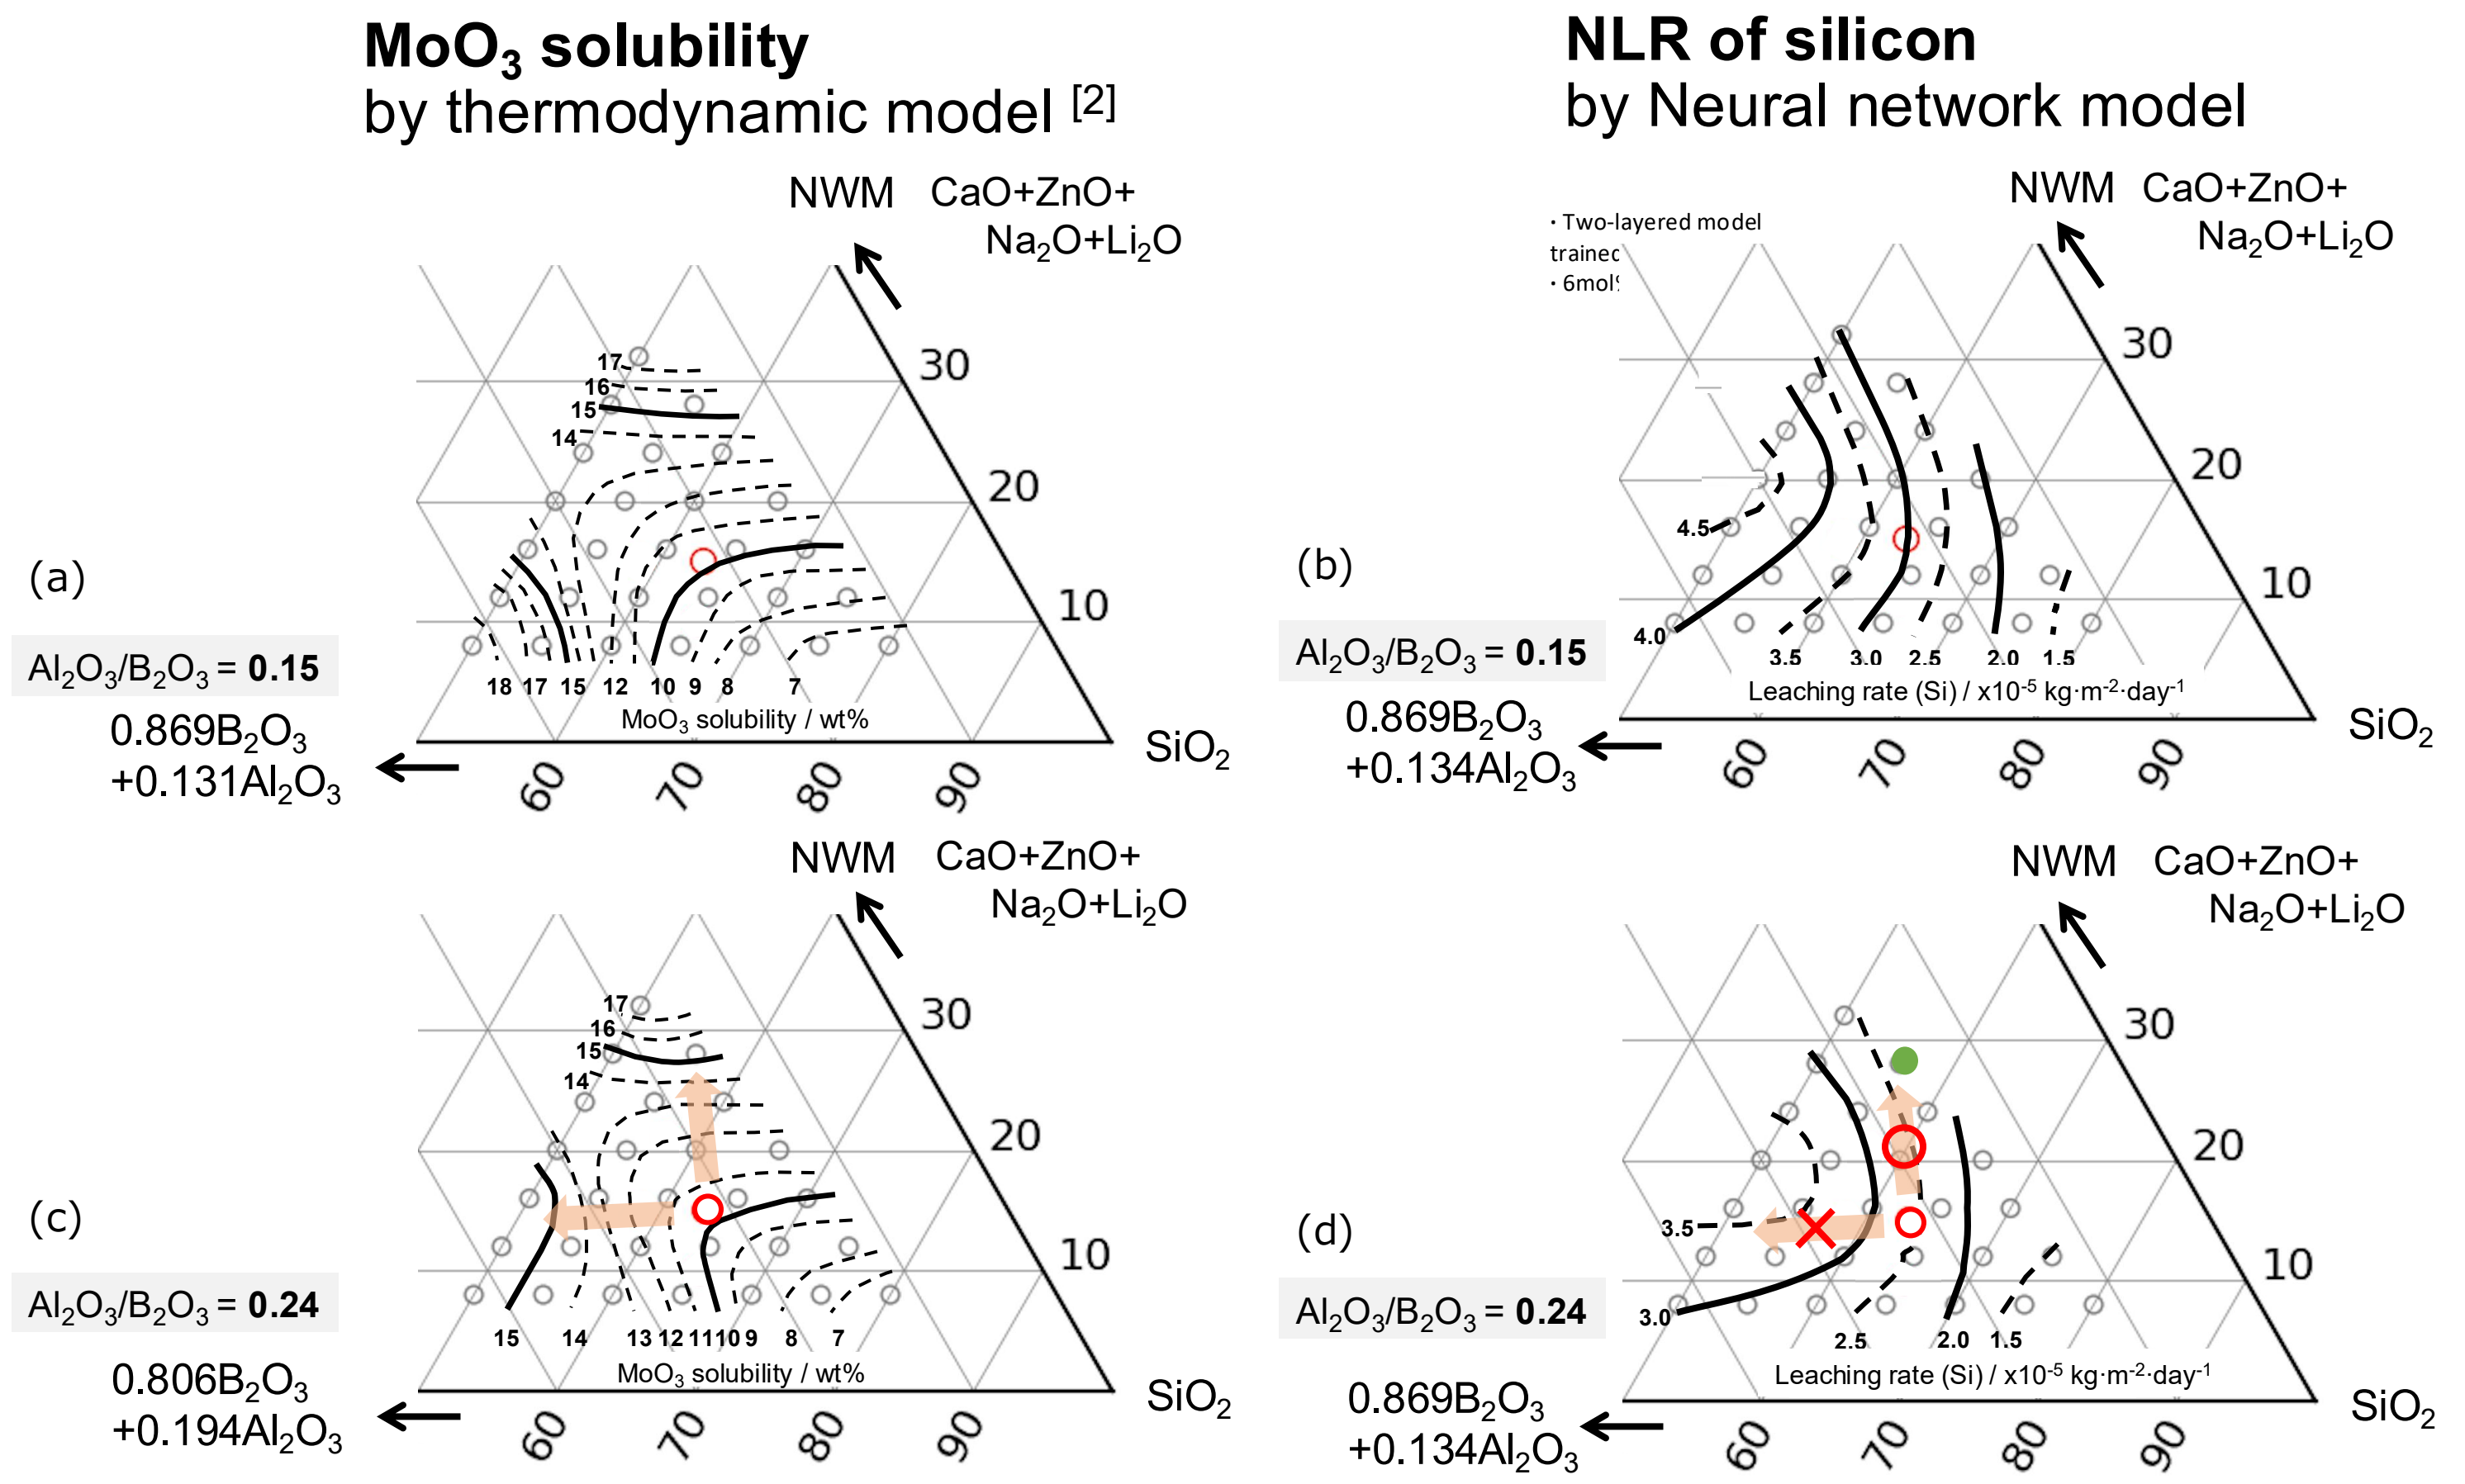 MoO₃ solubility
by thermodynamic model [2]
NLR of silicon
by Neural network model
(a)
NWM CaO+ZnO+
Na₂O+Li₂O
30
20
10
17
16
15
14
Al₂O₃/B₂O₃ = 0.15
0.869B₂O₃
+0.131Al₂O₃
18 17 15 12 10 9 8 7
MoO₃ solubility / wt%
SiO₂
60 70 80 90
(b)
NWM CaO+ZnO+
Na₂O+Li₂O
· Two-layered model
trained
· 6mol%
30
20
10
4.5
4.0
Al₂O₃/B₂O₃ = 0.15
0.869B₂O₃
+0.134Al₂O₃
3.5 3.0 2.5 2.0 1.5
Leaching rate (Si) / x10⁻⁵ kg·m⁻²·day⁻¹
SiO₂
60 70 80 90
(c)
NWM CaO+ZnO+
Na₂O+Li₂O
30
20
10
17
16
15
14
Al₂O₃/B₂O₃ = 0.24
0.806B₂O₃
+0.194Al₂O₃
15 14 13 12 11 10 9 8 7
MoO₃ solubility / wt%
SiO₂
60 70 80 90
(d)
NWM CaO+ZnO+
Na₂O+Li₂O
30
20
10
3.5
3.0
Al₂O₃/B₂O₃ = 0.24
0.869B₂O₃
+0.134Al₂O₃
2.5 2.0 1.5
Leaching rate (Si) / x10⁻⁵ kg·m⁻²·day⁻¹
SiO₂
60 70 80 90